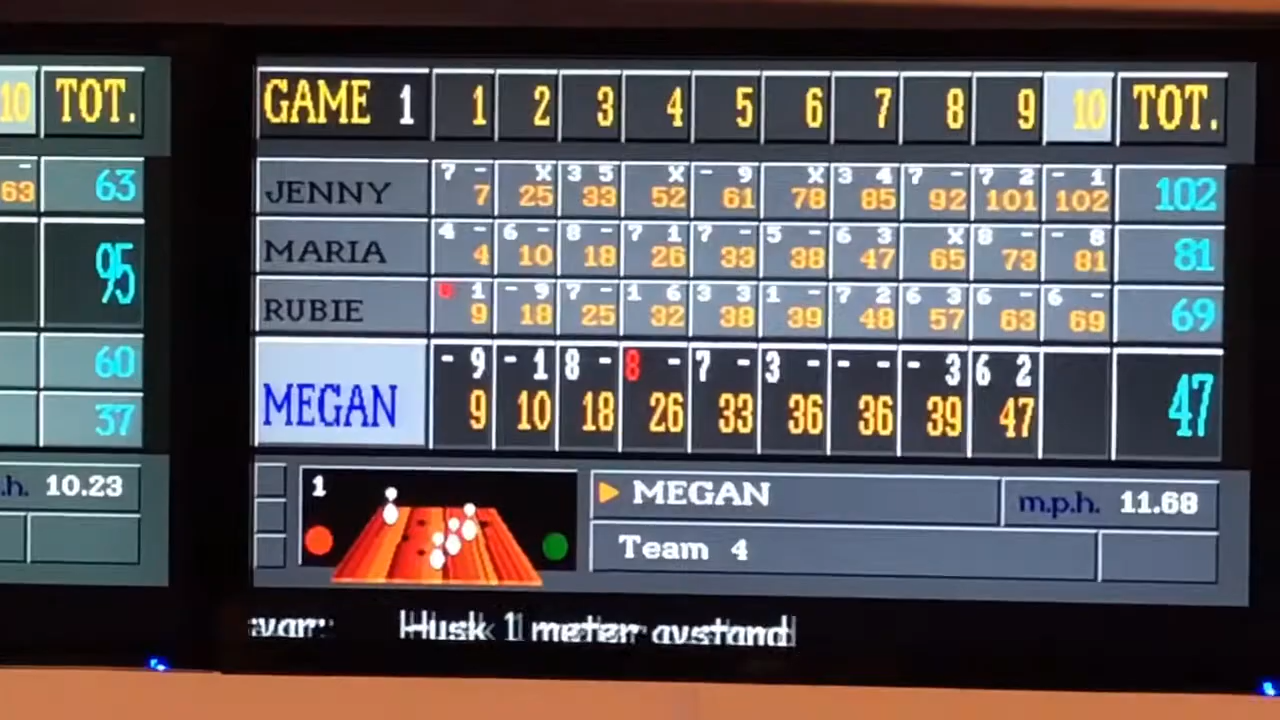 10 TOT.
63 63
95
60
37
.h. 10.23
GAME 1 1 2 3 4 5 6 7 8 9 10 TOT.
JENNY 7 - X 3 5 X - 9 X 3 4 7 - 7 2 - 1
7 25 33 52 61 78 85 92 101 102 102
MARIA 4 - 6 - 8 - 7 1 7 - 5 - 6 3 X 8 - - 8
4 10 18 26 33 38 47 65 73 81 81
RUBIE 1 - 9 7 - 1 6 3 3 1 - 7 2 6 3 6 - 6 -
9 18 25 32 38 39 48 57 63 69 69
MEGAN - 9 - 1 8 - 8 - 7 - 3 - - - - 3 6 2
9 10 18 26 33 36 36 39 47 47
1 MEGAN m.p.h. 11.68
Team 4
Husk 1 meter avstand